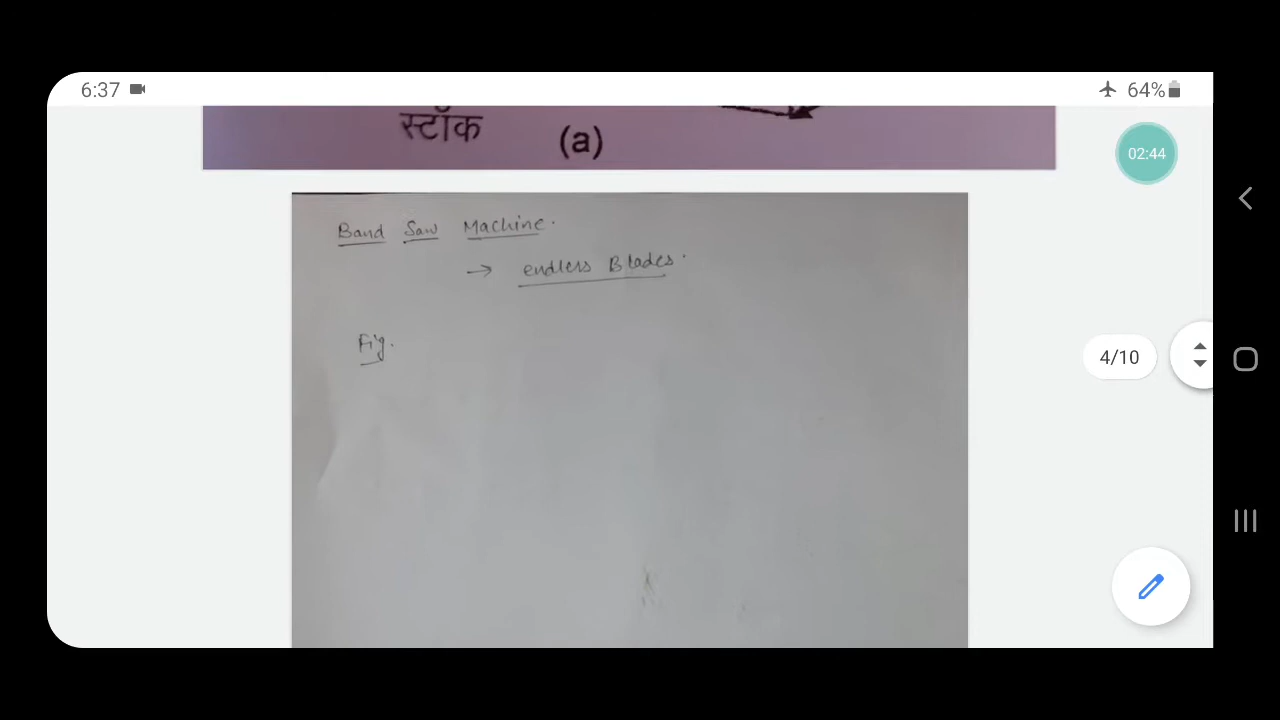 6:37
64%
स्टॉक
(a)
02:44
Band Saw Machine.
→ endless Blades.
4/10
Fig.